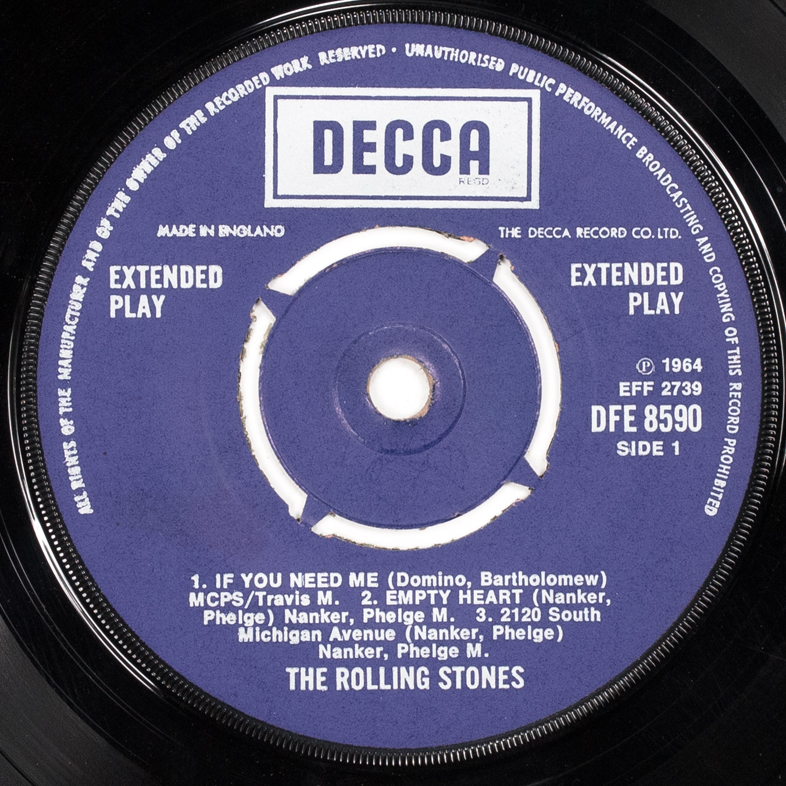 ALL RIGHTS OF THE MANUFACTURER AND OF THE OWNER OF THE RECORDED WORK RESERVED · UNAUTHORISED PUBLIC PERFORMANCE BROADCASTING AND COPYING OF THIS RECORD PROHIBITED
DECCA
REGD
MADE IN ENGLAND
THE DECCA RECORD CO. LTD.
EXTENDED
PLAY
EXTENDED
PLAY
℗ 1964
EFF 2739
DFE 8590
SIDE 1
1. IF YOU NEED ME (Domino, Bartholomew)
MCPS/Travis M. 2. EMPTY HEART (Nanker,
Phelge) Nanker, Phelge M. 3. 2120 South
Michigan Avenue (Nanker, Phelge)
Nanker, Phelge M.
THE ROLLING STONES